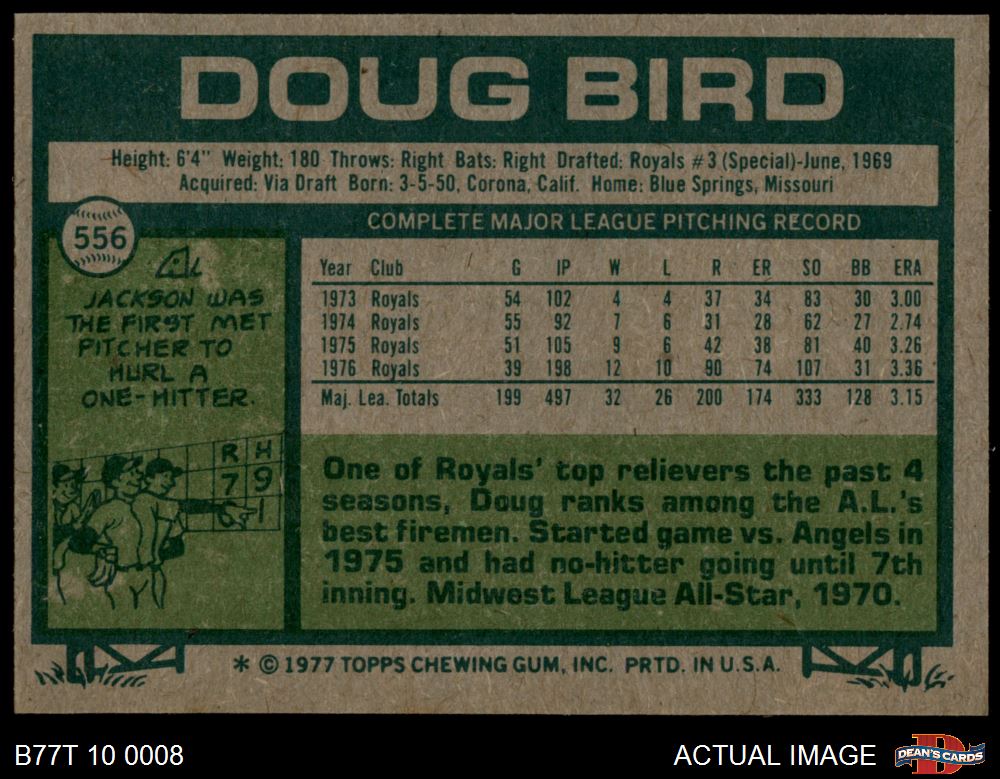 DOUG BIRD
Height: 6'4" Weight: 180 Throws: Right Bats: Right Drafted: Royals #3 (Special)-June, 1969
Acquired: Via Draft Born: 3-5-50, Corona, Calif. Home: Blue Springs, Missouri
556
AL
JACKSON WAS
THE FIRST MET
PITCHER TO
HURL A
ONE-HITTER.
R H
7 9
0 1
COMPLETE MAJOR LEAGUE PITCHING RECORD
Year Club G IP W L R ER SO BB ERA
1973 Royals 54 102 4 4 37 34 83 30 3.00
1974 Royals 55 92 7 6 31 28 62 27 2.74
1975 Royals 51 105 9 6 42 38 81 40 3.26
1976 Royals 39 198 12 10 90 74 107 31 3.36
Maj. Lea. Totals 199 497 32 26 200 174 333 128 3.15
One of Royals' top relievers the past 4
seasons, Doug ranks among the A.L.'s
best firemen. Started game vs. Angels in
1975 and had no-hitter going until 7th
inning. Midwest League All-Star, 1970.
* © 1977 TOPPS CHEWING GUM, INC. PRTD. IN U.S.A.
B77T 10 0008
ACTUAL IMAGE
DEAN'S CARDS